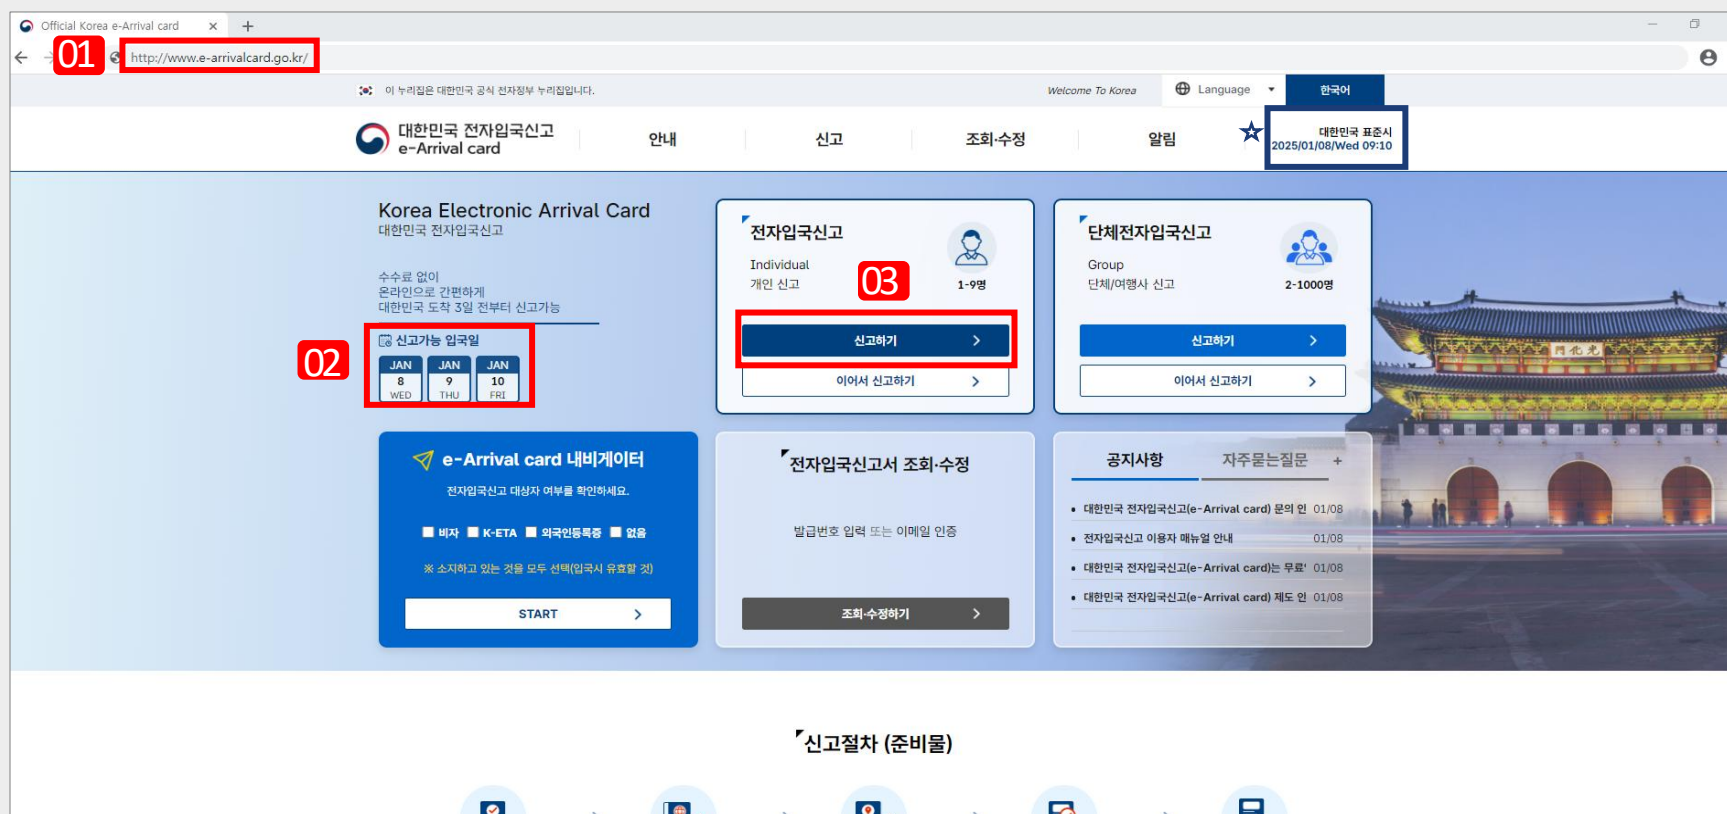 Official Korea e-Arrival card
01
http://www.e-arrivalcard.go.kr/
이 누리집은 대한민국 공식 전자정부 누리집입니다.
Welcome To Korea
Language
한국어
대한민국 전자입국신고
e-Arrival card
안내
신고
조회·수정
알림
대한민국 표준시
2025/01/08/Wed 09:10
Korea Electronic Arrival Card
대한민국 전자입국신고
수수료 없이
온라인으로 간편하게
대한민국 도착 3일 전부터 신고가능
02
신고가능 입국일
JAN JAN JAN
8 9 10
WED THU FRI
전자입국신고
Individual
개인 신고
1-9명
03
신고하기
이어서 신고하기
단체전자입국신고
Group
단체/여행사 신고
2-1000명
신고하기
이어서 신고하기
e-Arrival card 내비게이터
전자입국신고 대상자 여부를 확인하세요.
비자 K-ETA 외국인등록증 없음
※ 소지하고 있는 것을 모두 선택(입국시 유효할 것)
START
전자입국신고서 조회·수정
발급번호 입력 또는 이메일 인증
조회·수정하기
공지사항 자주묻는질문 +
대한민국 전자입국신고(e-Arrival card) 문의 안 01/08
전자입국신고 이용자 매뉴얼 안내 01/08
대한민국 전자입국신고(e-Arrival card)는 무료' 01/08
대한민국 전자입국신고(e-Arrival card) 제도 안 01/08
門化光
신고절차 (준비물)